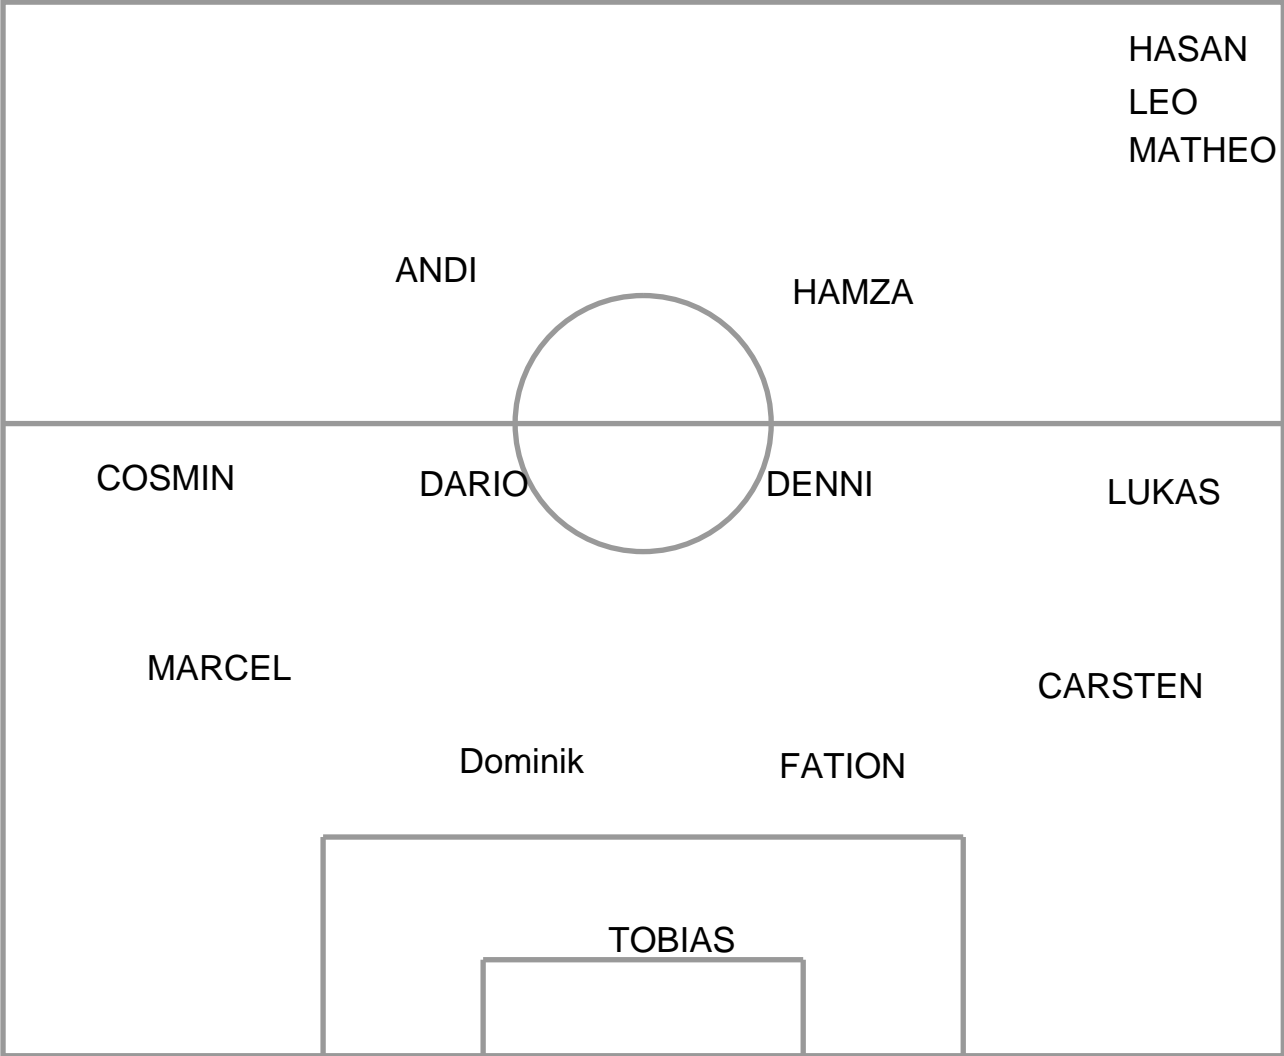 HASAN
LEO
MATHEO
ANDI
HAMZA
COSMIN
DARIO
DENNI
LUKAS
MARCEL
CARSTEN
Dominik
FATION
TOBIAS